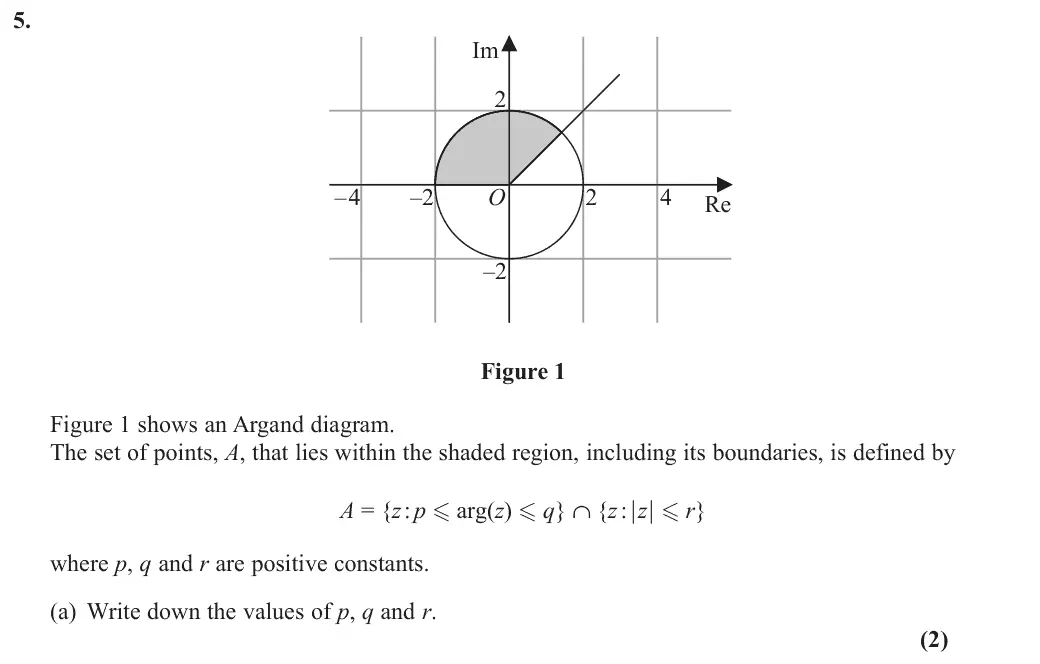 5.
Im
2
−4
−2
O
2
4
Re
−2
Figure 1
Figure 1 shows an Argand diagram.
The set of points, A, that lies within the shaded region, including its boundaries, is defined by
A = {z : p ⩽ arg(z) ⩽ q} ∩ {z : |z| ⩽ r}
where p, q and r are positive constants.
(a) Write down the values of p, q and r.
(2)